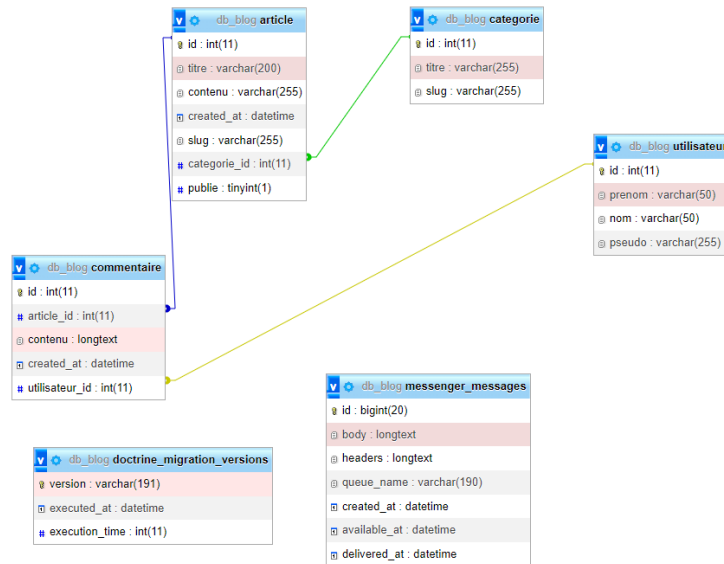 db_blog article
id : int(11)
titre : varchar(200)
contenu : varchar(255)
created_at : datetime
slug : varchar(255)
categorie_id : int(11)
publie : tinyint(1)
db_blog categorie
id : int(11)
titre : varchar(255)
slug : varchar(255)
db_blog utilisateur
id : int(11)
prenom : varchar(50)
nom : varchar(50)
pseudo : varchar(255)
db_blog commentaire
id : int(11)
article_id : int(11)
contenu : longtext
created_at : datetime
utilisateur_id : int(11)
db_blog messenger_messages
id : bigint(20)
body : longtext
headers : longtext
queue_name : varchar(190)
created_at : datetime
available_at : datetime
delivered_at : datetime
db_blog doctrine_migration_versions
version : varchar(191)
executed_at : datetime
execution_time : int(11)